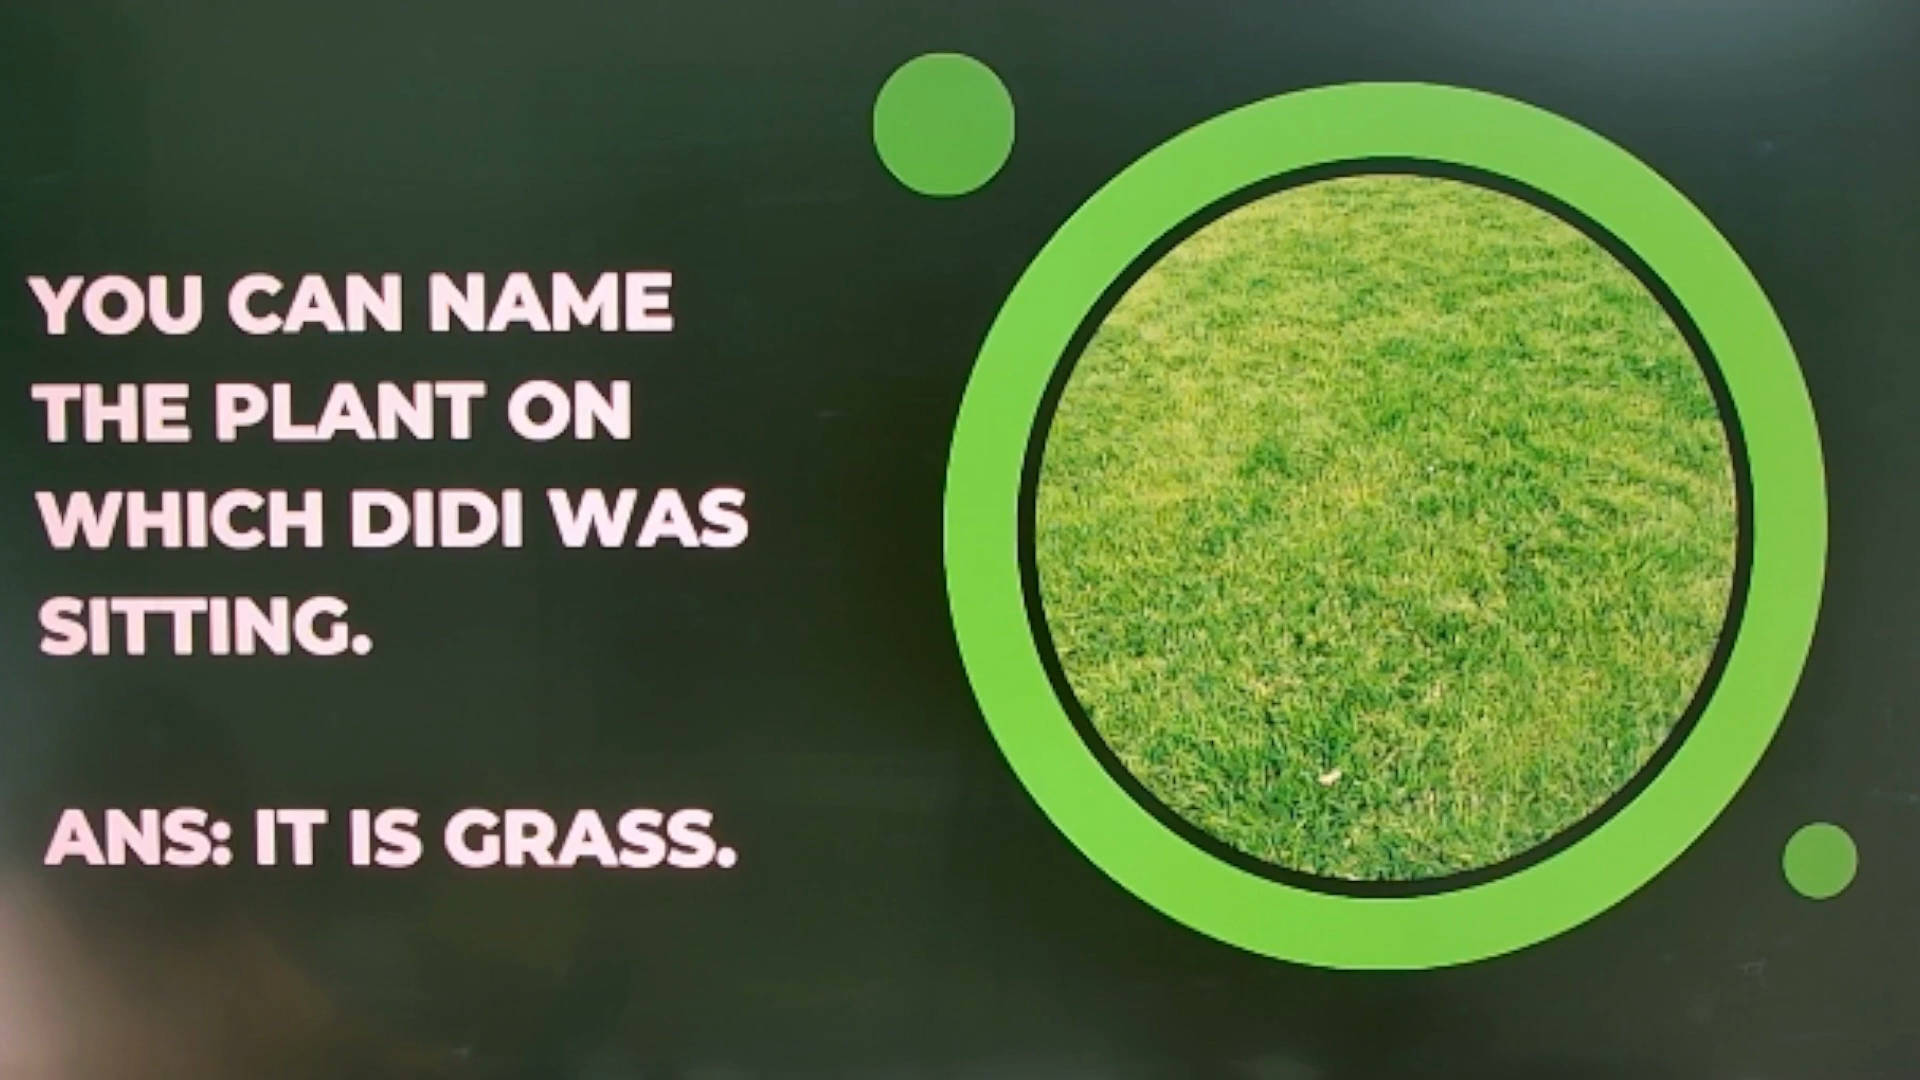 YOU CAN NAME
THE PLANT ON
WHICH DIDI WAS
SITTING.
ANS: IT IS GRASS.